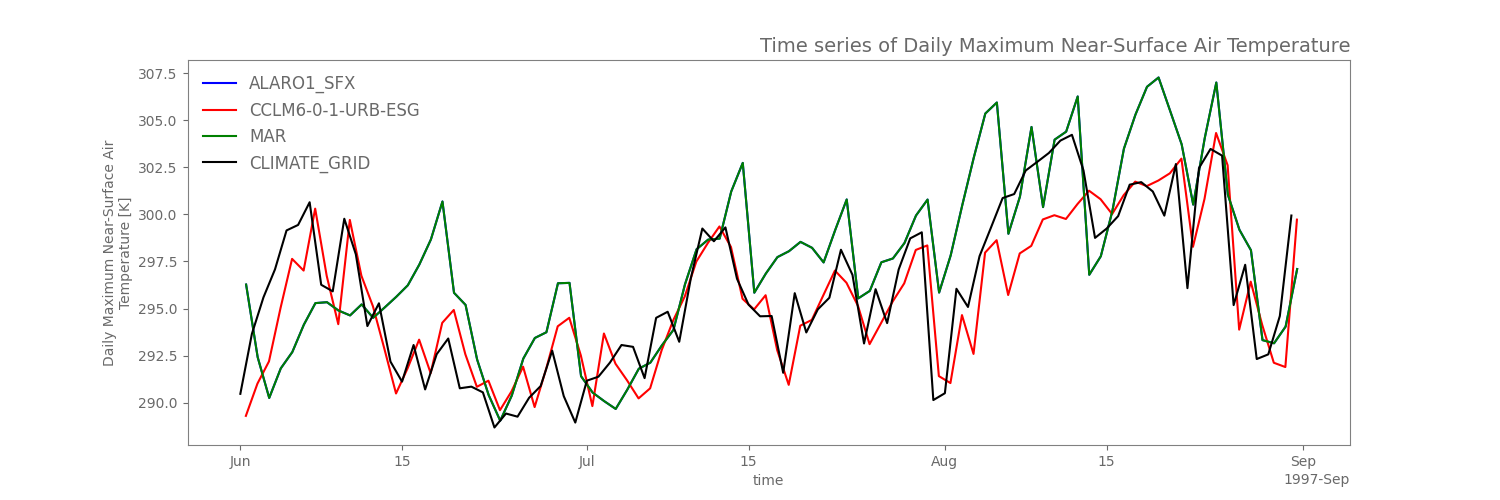 Time series of Daily Maximum Near-Surface Air Temperature
307.5
305.0
302.5
300.0
297.5
295.0
292.5
290.0
Daily Maximum Near-Surface Air
Temperature [K]
ALARO1_SFX
CCLM6-0-1-URB-ESG
MAR
CLIMATE_GRID
Jun
15
Jul
15
Aug
15
Sep
time
1997-Sep